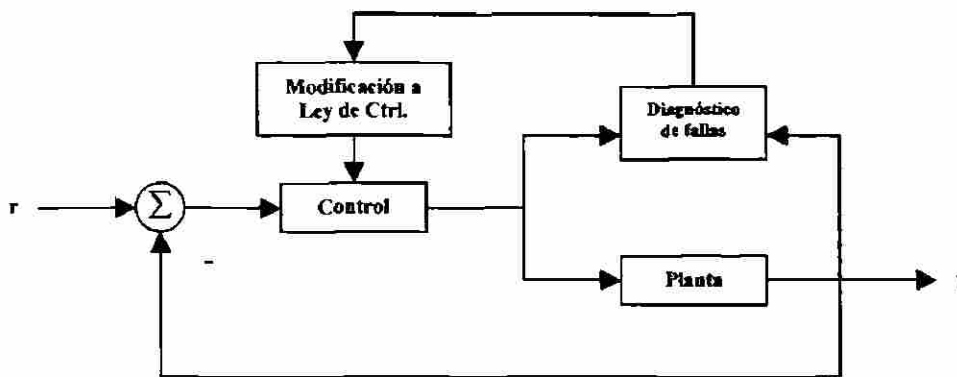 Modificación a
Ley de Ctrl.
Diagnóstico
de fallas
r
Σ
Control
-
Planta